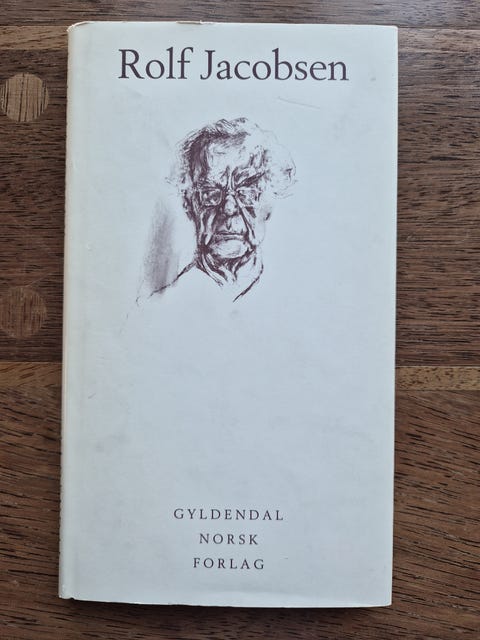 Rolf Jacobsen
GYLDENDAL
NORSK
FORLAG